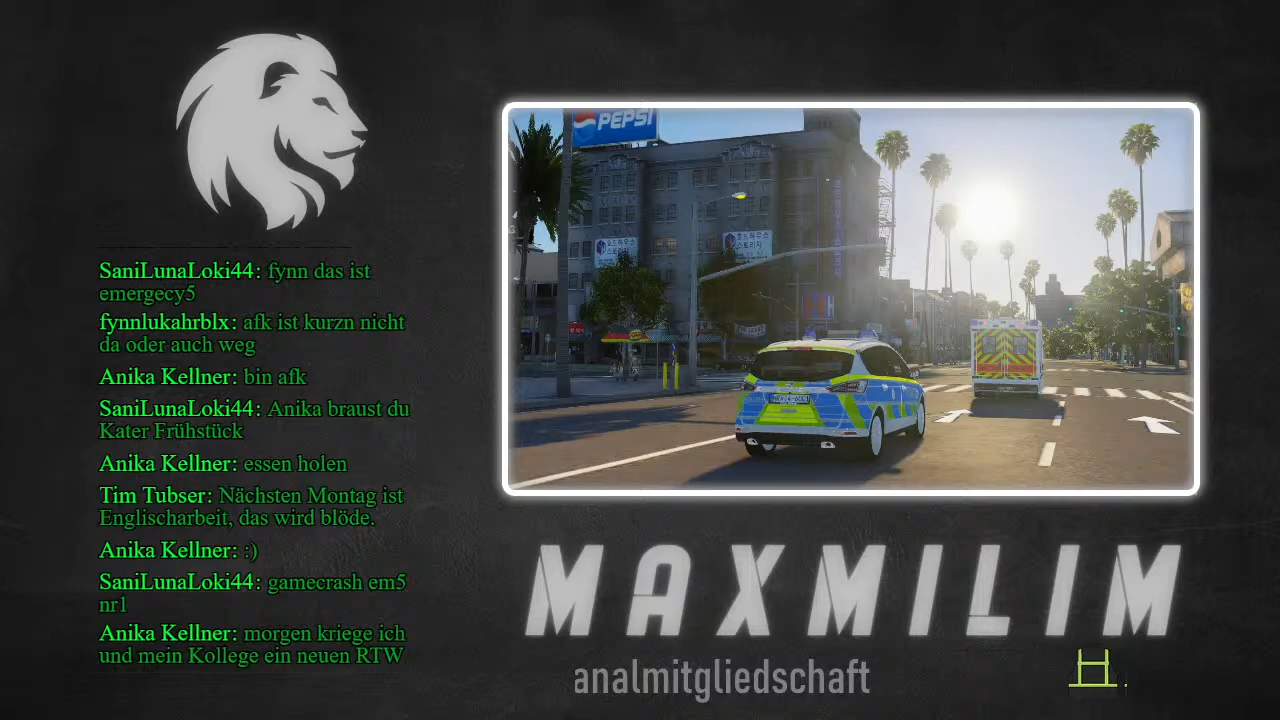 SaniLunaLoki44: fynn das ist
emergecy5
fynnlukahrblx: afk ist kurzn nicht
da oder auch weg
Anika Kellner: bin afk
SaniLunaLoki44: Anika braust du
Kater Frühstück
Anika Kellner: essen holen
Tim Tubser: Nächsten Montag ist
Englischarbeit, das wird blöde.
Anika Kellner: :)
SaniLunaLoki44: gamecrash em5
nr1
Anika Kellner: morgen kriege ich
und mein Kollege ein neuen RTW
PEPSI
H
MAXMILIM
analmitgliedschaft